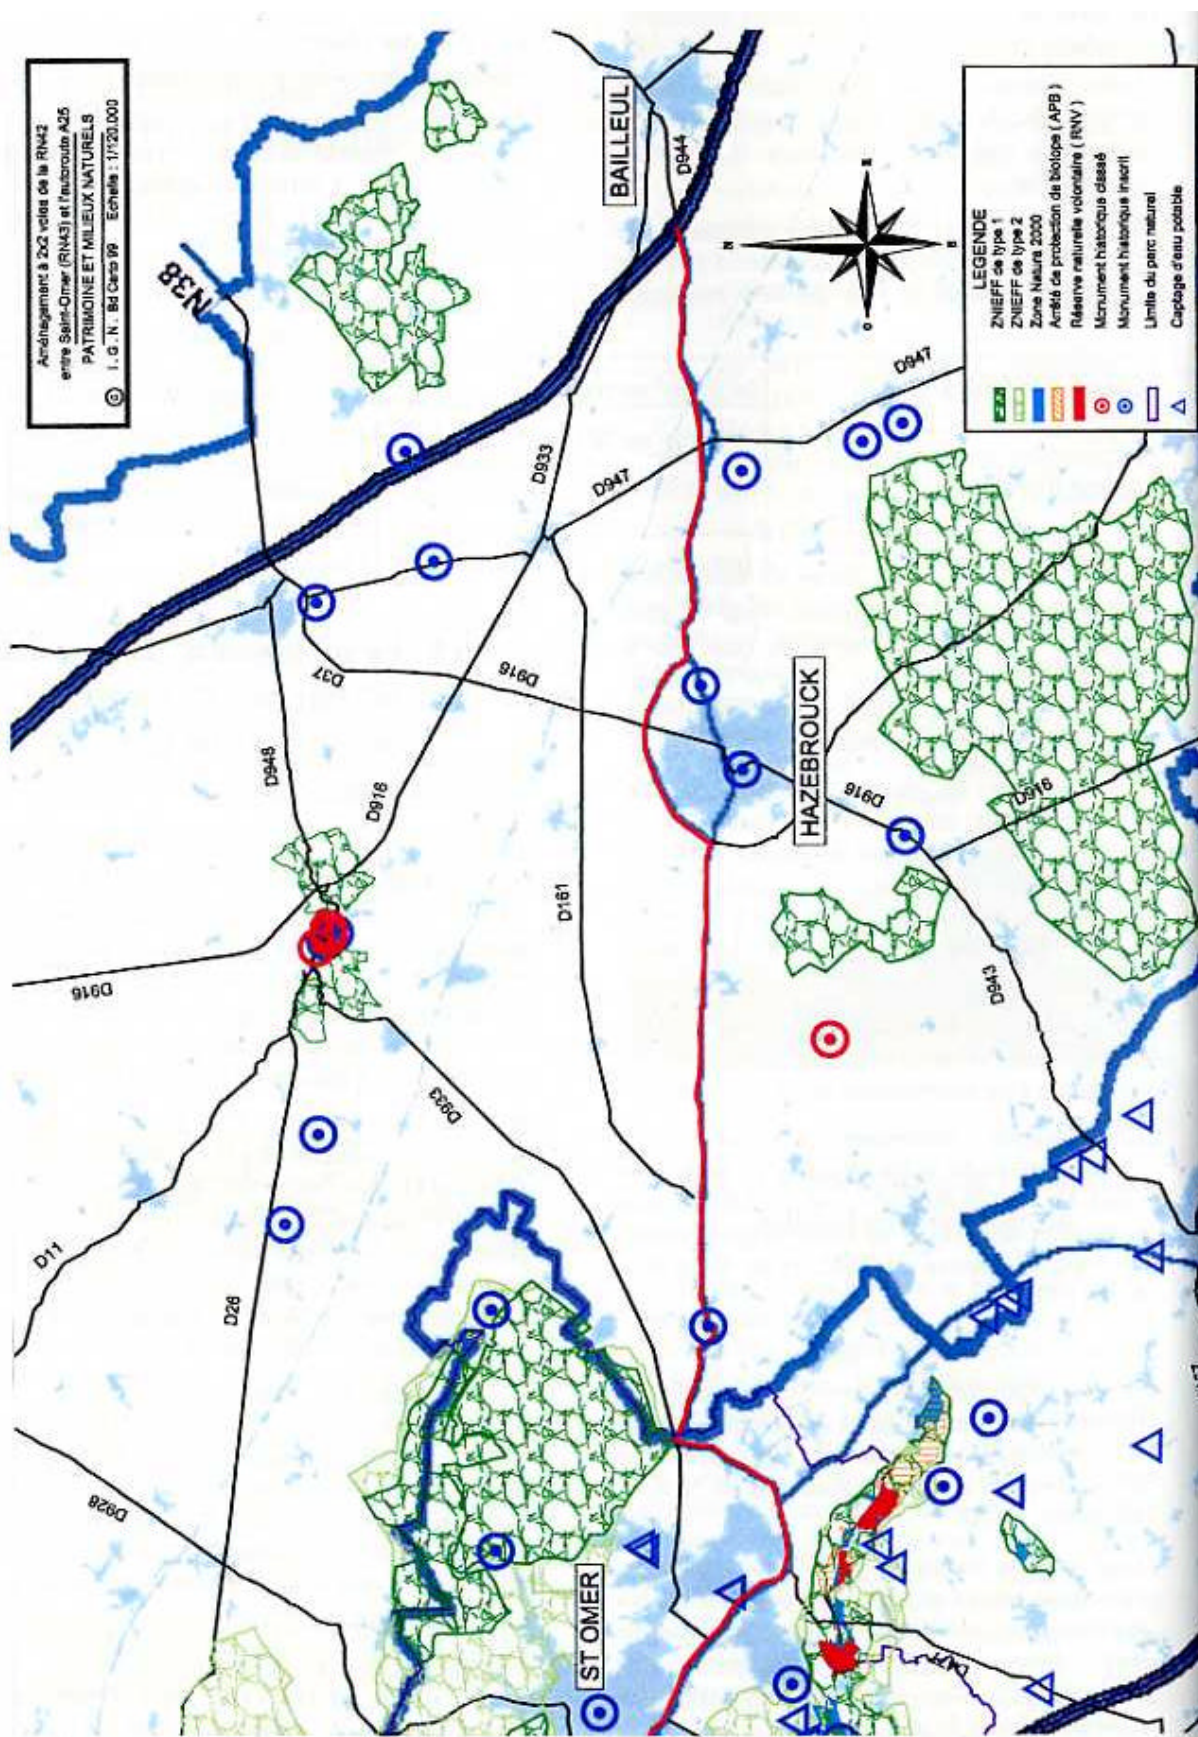 Aménagement à 2x2 voies de la RN42
entre Saint-Omer (RN43) et l'autoroute A25
PATRIMOINE ET MILIEUX NATURELS
© I.G.N. Bd Carto 99 Echelle : 1/120.000
N38
BAILLEUL
D944
D947
D933
D947
D37
D916
D948
D916
D916
D161
HAZEBROUCK
D916
D916
D943
D933
D11
D26
D928
ST OMER
D477
N
E
O
LEGENDE
ZNIEFF de type 1
ZNIEFF de type 2
Zone Natura 2000
Arrêté de protection de biotope ( APB )
Réserve naturelle volontaire ( RNV )
Monument historique classé
Monument historique inscrit
Limite du parc naturel
Captage d'eau potable